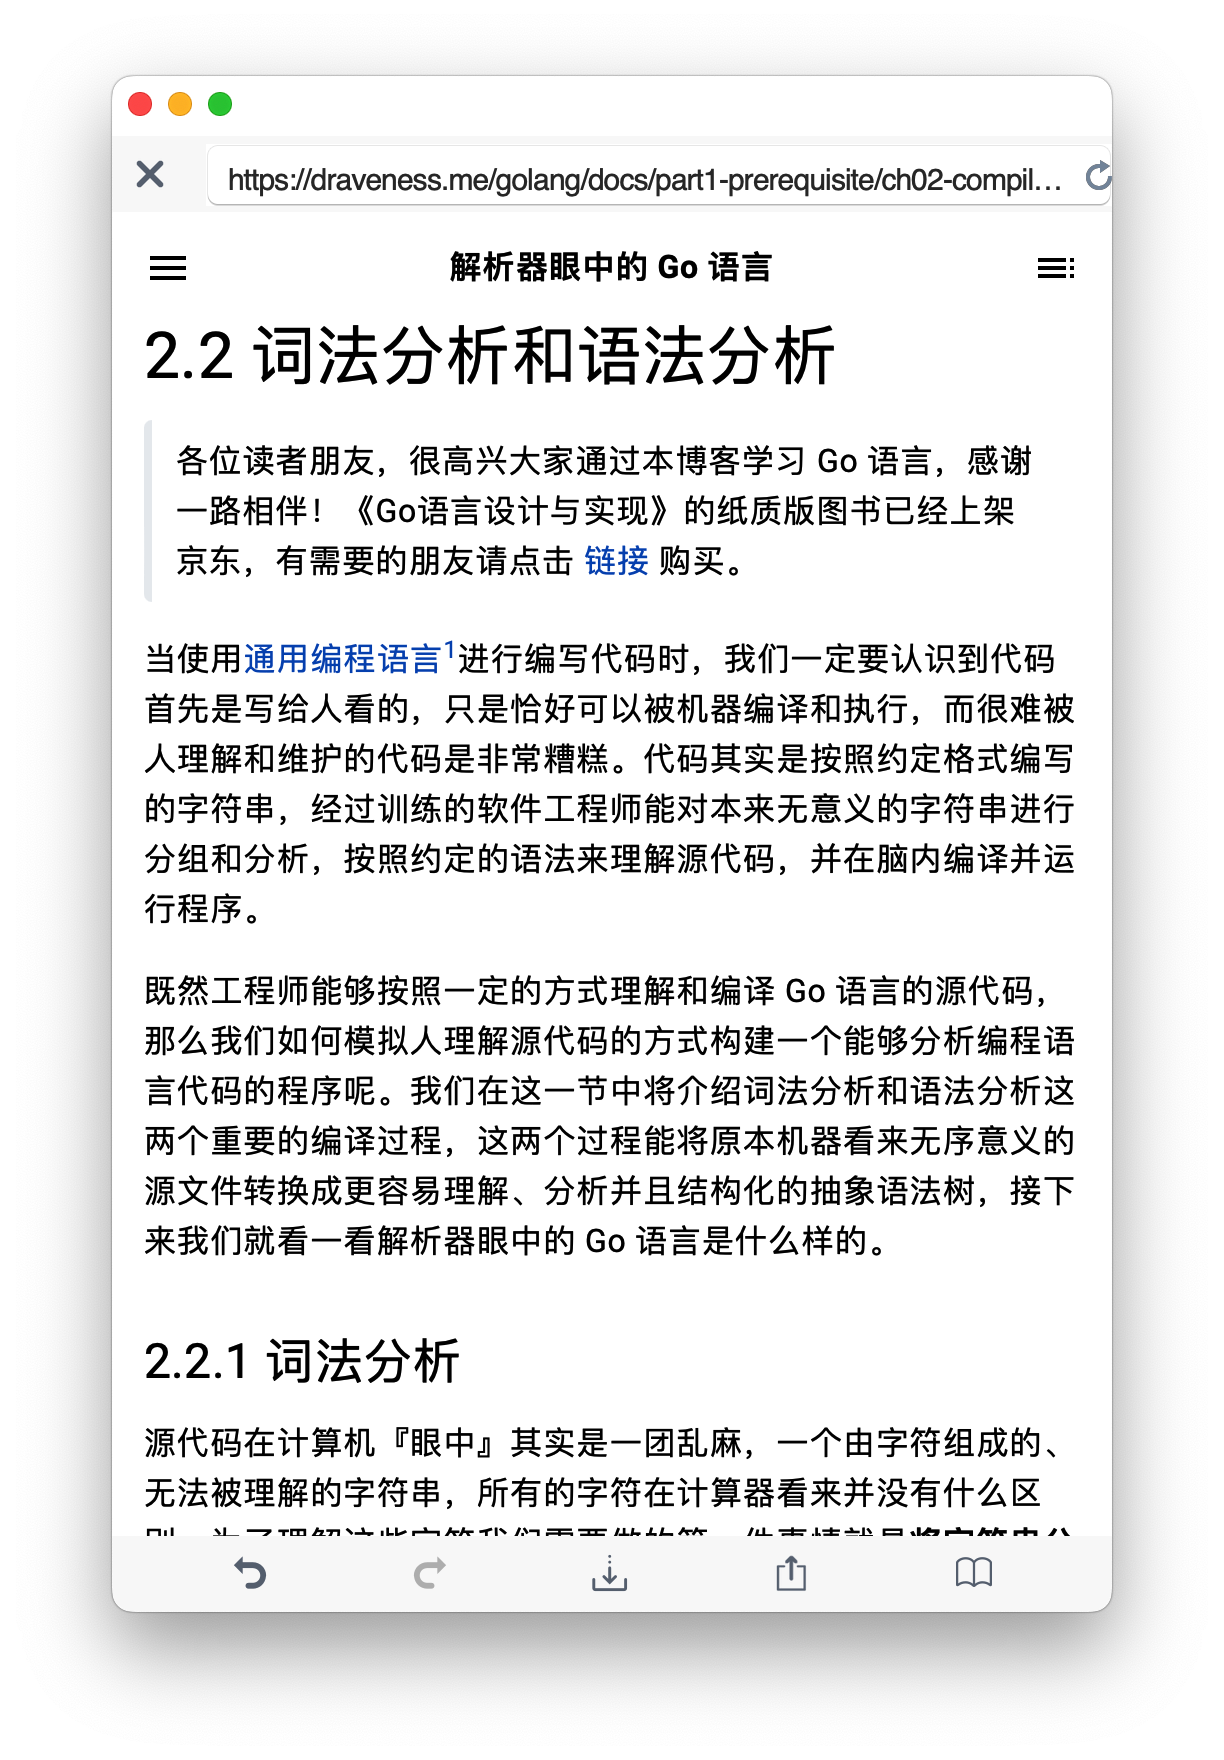 https://draveness.me/golang/docs/part1-prerequisite/ch02-compil…
解析器眼中的 Go 语言
2.2 词法分析和语法分析
各位读者朋友，很高兴大家通过本博客学习 Go 语言，感谢
一路相伴！《Go语言设计与实现》的纸质版图书已经上架
京东，有需要的朋友请点击 链接 购买。
当使用通用编程语言1进行编写代码时，我们一定要认识到代码
首先是写给人看的，只是恰好可以被机器编译和执行，而很难被
人理解和维护的代码是非常糟糕。代码其实是按照约定格式编写
的字符串，经过训练的软件工程师能对本来无意义的字符串进行
分组和分析，按照约定的语法来理解源代码，并在脑内编译并运
行程序。
既然工程师能够按照一定的方式理解和编译 Go 语言的源代码，
那么我们如何模拟人理解源代码的方式构建一个能够分析编程语
言代码的程序呢。我们在这一节中将介绍词法分析和语法分析这
两个重要的编译过程，这两个过程能将原本机器看来无序意义的
源文件转换成更容易理解、分析并且结构化的抽象语法树，接下
来我们就看一看解析器眼中的 Go 语言是什么样的。
2.2.1 词法分析
源代码在计算机『眼中』其实是一团乱麻，一个由字符组成的、
无法被理解的字符串，所有的字符在计算器看来并没有什么区